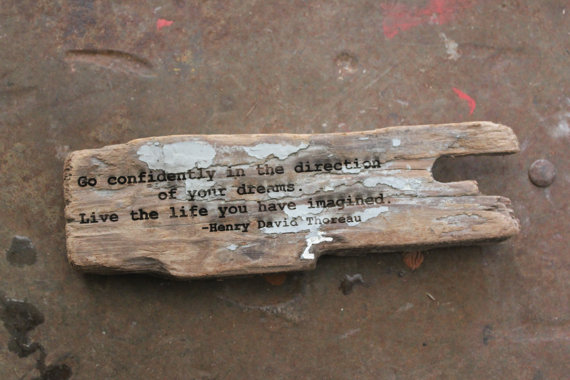 Go confidently in the direction
of your dreams.
Live the life you have imagined.
-Henry David Thoreau